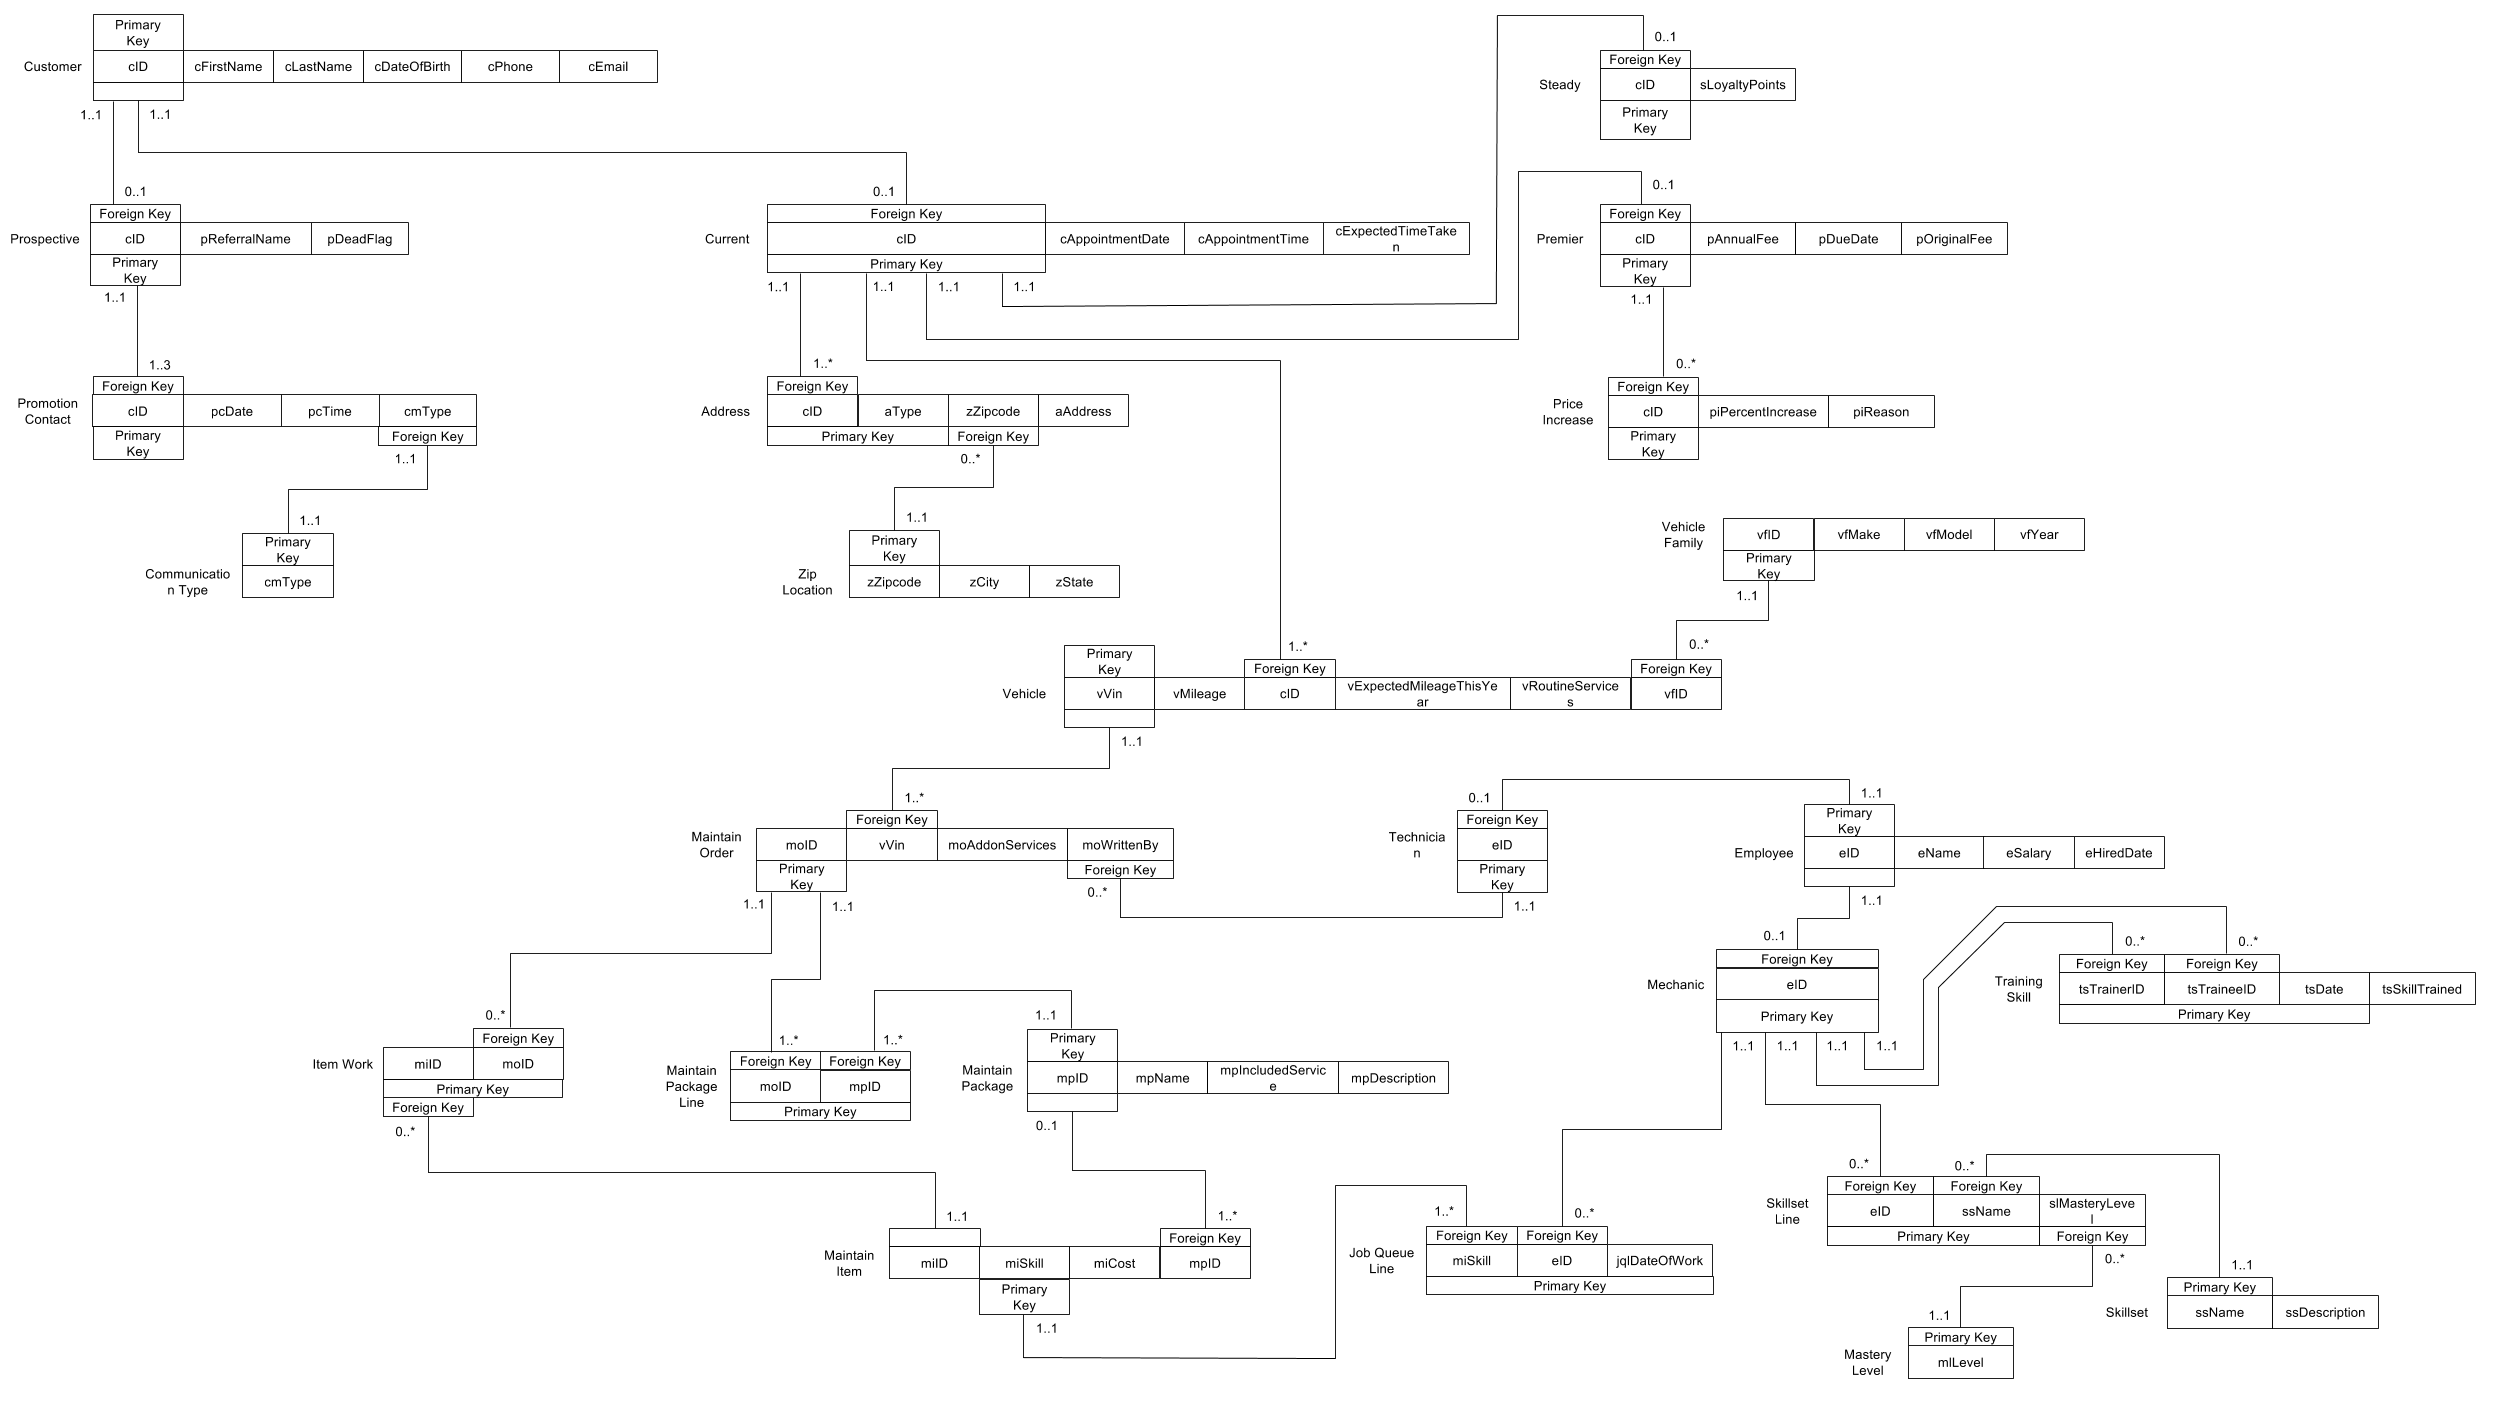 Primary
Key
Customer
cID
cFirstName
cLastName
cDateOfBirth
cPhone
cEmail
1..1
1..1
0..1
Foreign Key
Steady
cID
sLoyaltyPoints
Primary
Key
0..1
Foreign Key
Prospective
cID
pReferralName
pDeadFlag
Primary
Key
1..1
0..1
Foreign Key
Current
cID
cAppointmentDate
cAppointmentTime
cExpectedTimeTake
n
Primary Key
1..1
1..1
1..1
1..1
0..1
Foreign Key
Premier
cID
pAnnualFee
pDueDate
pOriginalFee
Primary
Key
1..1
1..3
Foreign Key
Promotion
Contact
cID
pcDate
pcTime
cmType
Primary
Key
Foreign Key
1..1
1..*
Foreign Key
Address
cID
aType
zZipcode
aAddress
Primary Key
Foreign Key
0..*
0..*
Foreign Key
Price
Increase
cID
piPercentIncrease
piReason
Primary
Key
1..1
Primary
Key
Communicatio
n Type
cmType
1..1
Primary
Key
Zip
Location
zZipcode
zCity
zState
Vehicle
Family
vfID
vfMake
vfModel
vfYear
Primary
Key
1..1
Primary
Key
1..*
Foreign Key
0..*
Foreign Key
Vehicle
vVin
vMileage
cID
vExpectedMileageThisYe
ar
vRoutineService
s
vfID
1..1
1..*
Foreign Key
Maintain
Order
moID
vVin
moAddonServices
moWrittenBy
Primary
Key
Foreign Key
1..1
1..1
0..*
0..1
Foreign Key
Technicia
n
eID
Primary
Key
1..1
1..1
Primary
Key
Employee
eID
eName
eSalary
eHiredDate
1..1
0..1
Foreign Key
Mechanic
eID
Primary Key
1..1
1..1
1..1
1..1
0..*
0..*
Foreign Key
Foreign Key
Training
Skill
tsTrainerID
tsTraineeID
tsDate
tsSkillTrained
Primary Key
0..*
Foreign Key
Item Work
miID
moID
Primary Key
Foreign Key
0..*
1..*
1..*
Foreign Key
Foreign Key
Maintain
Package
Line
moID
mpID
Primary Key
1..1
Primary
Key
Maintain
Package
mpID
mpName
mpIncludedServic
e
mpDescription
0..1
1..1
1..*
Foreign Key
Maintain
Item
miID
miSkill
miCost
mpID
Primary
Key
1..1
1..*
0..*
Foreign Key
Foreign Key
Job Queue
Line
miSkill
eID
jqlDateOfWork
Primary Key
0..*
0..*
Foreign Key
Foreign Key
Skillset
Line
eID
ssName
slMasteryLeve
l
Primary Key
Foreign Key
0..*
1..1
Primary Key
Skillset
ssName
ssDescription
1..1
Primary Key
Mastery
Level
mlLevel